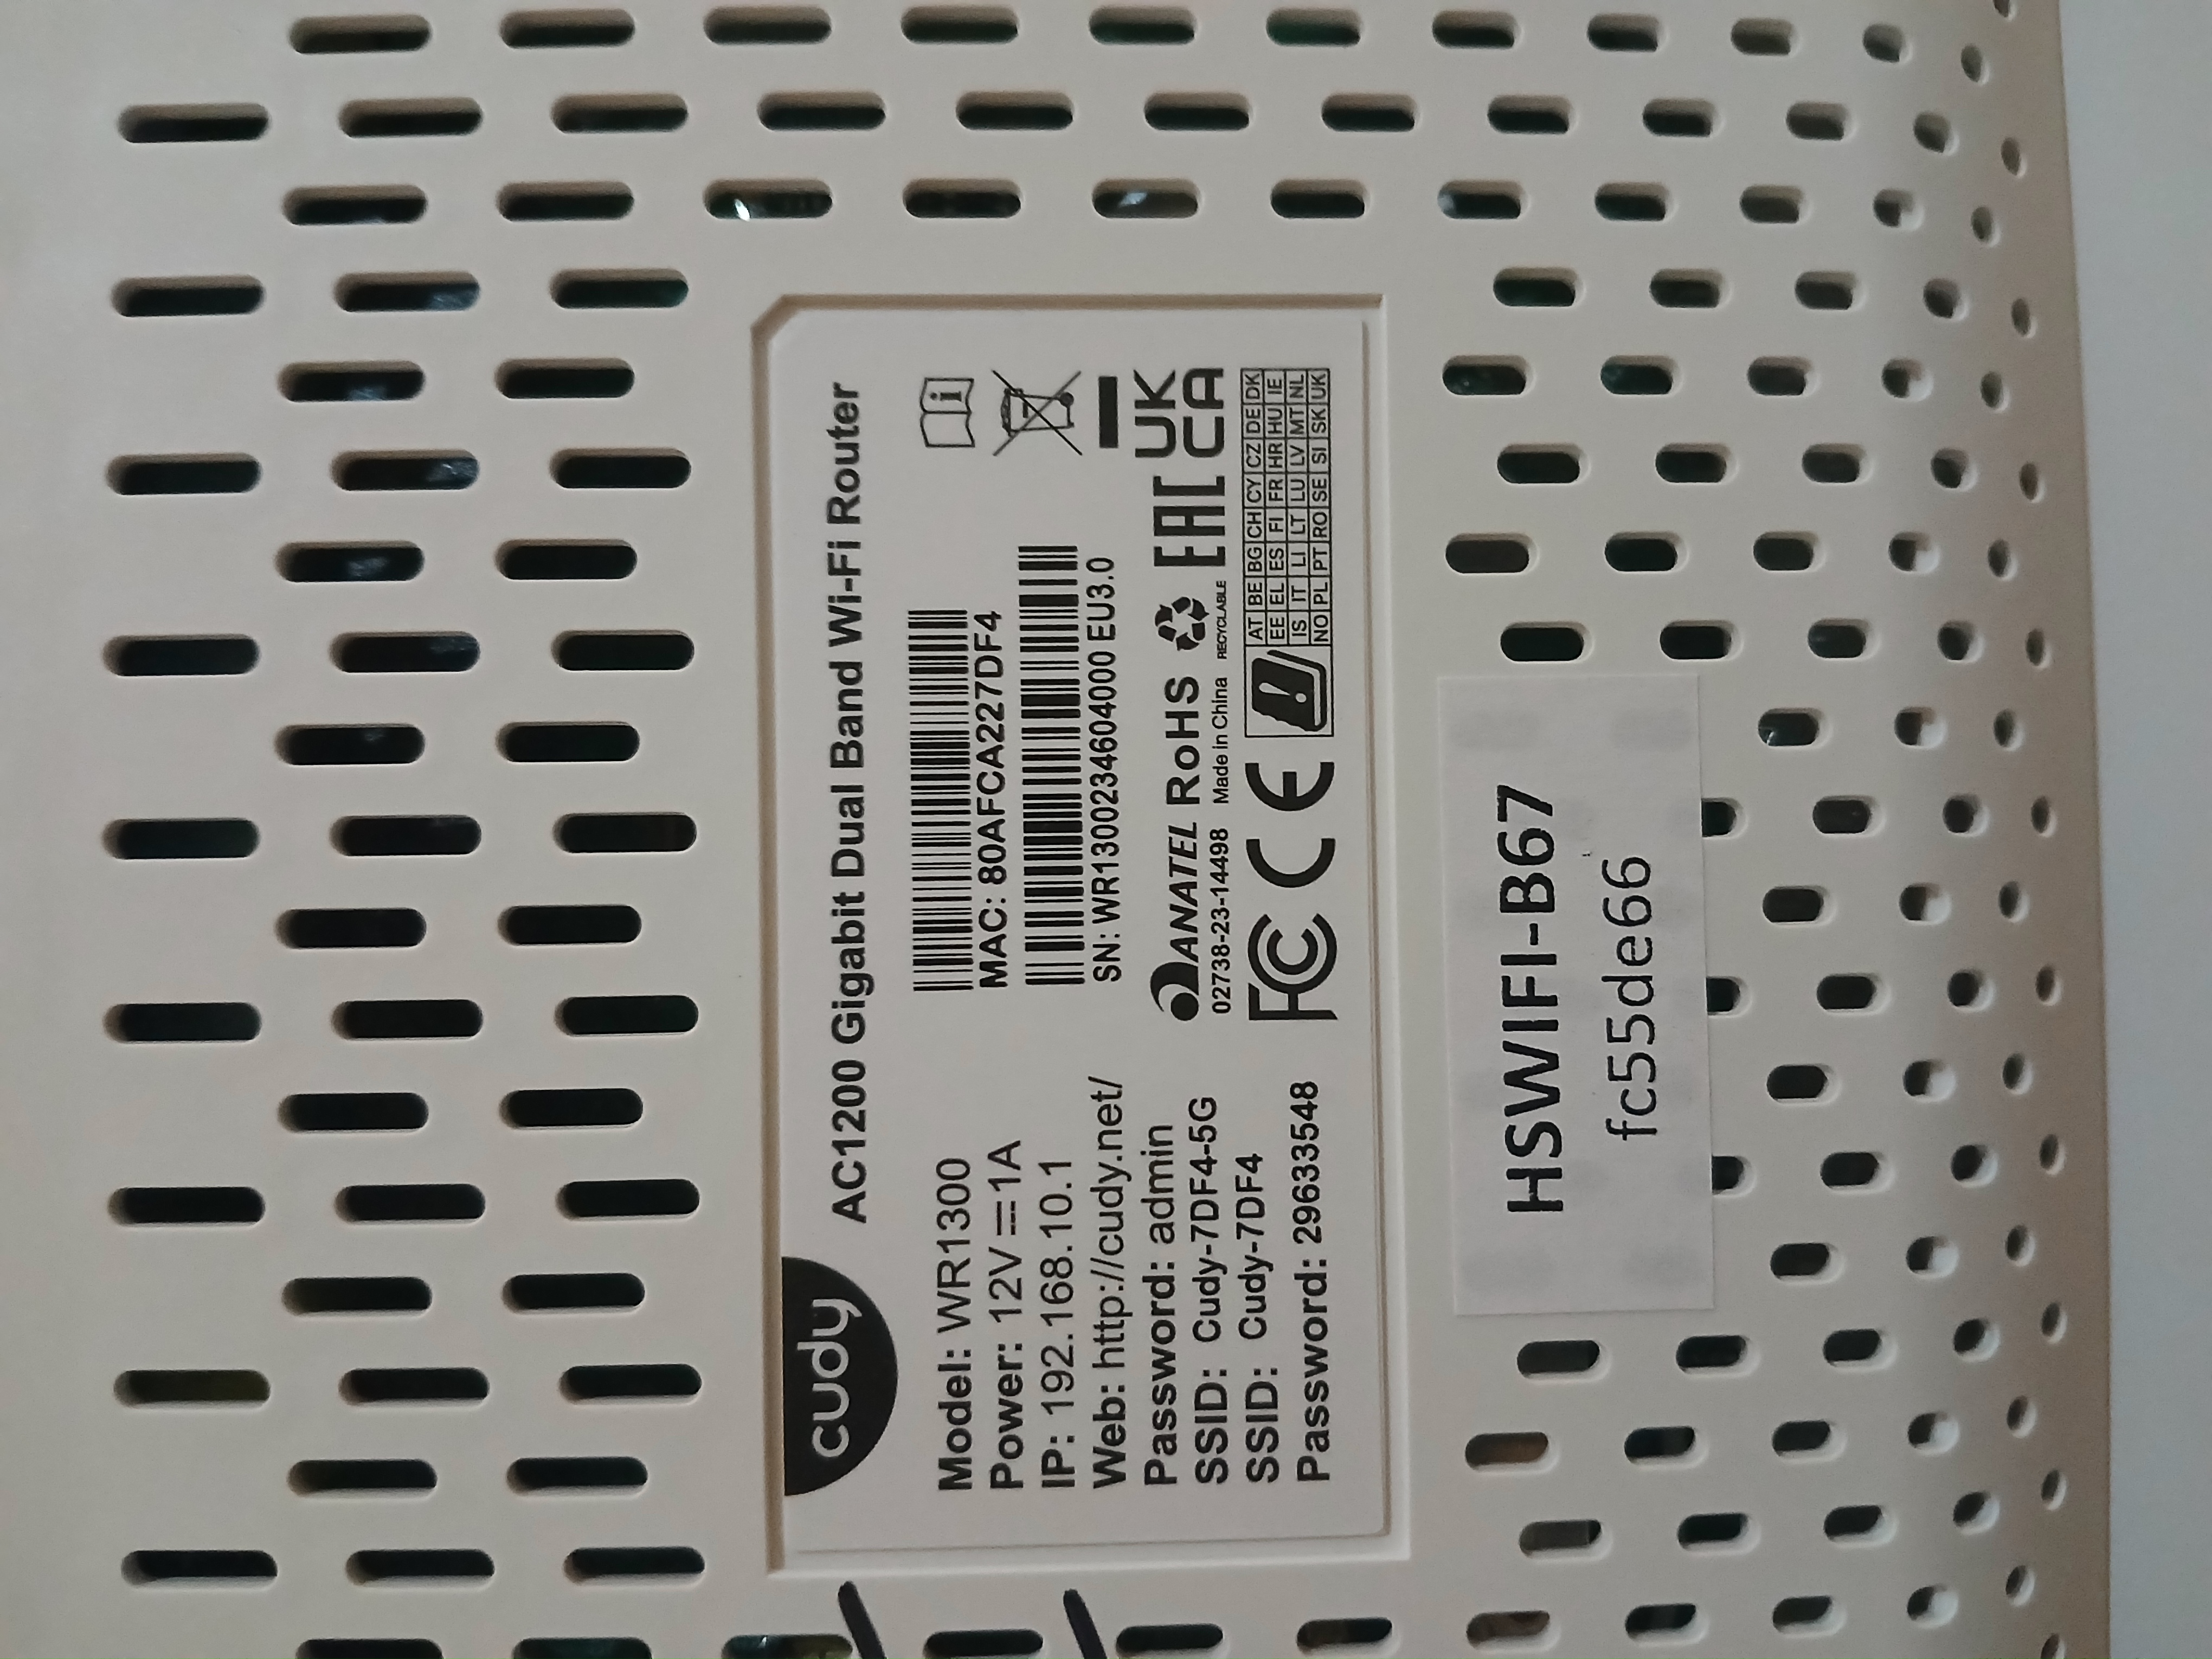 cudy
AC1200 Gigabit Dual Band Wi-Fi Router
Model: WR1300
Power: 12V⎓1A
IP: 192.168.10.1
Web: http://cudy.net/
Password: admin
SSID: Cudy-7DF4-5G
SSID: Cudy-7DF4
Password: 29633548
MAC: 80AFCA227DF4
SN: WR1300234604000 EU3.0
ANATEL RoHS
02738-23-14498 Made in China RECYCLABLE
EAC UK CA
FC CE
AT BE BG CH CY CZ DE DK
EE EL ES FI FR HR HU IE
IS IT LI LT LU LV MT NL
NO PL PT RO SE SI SK UK
HSWIFI-B67
fc55de66